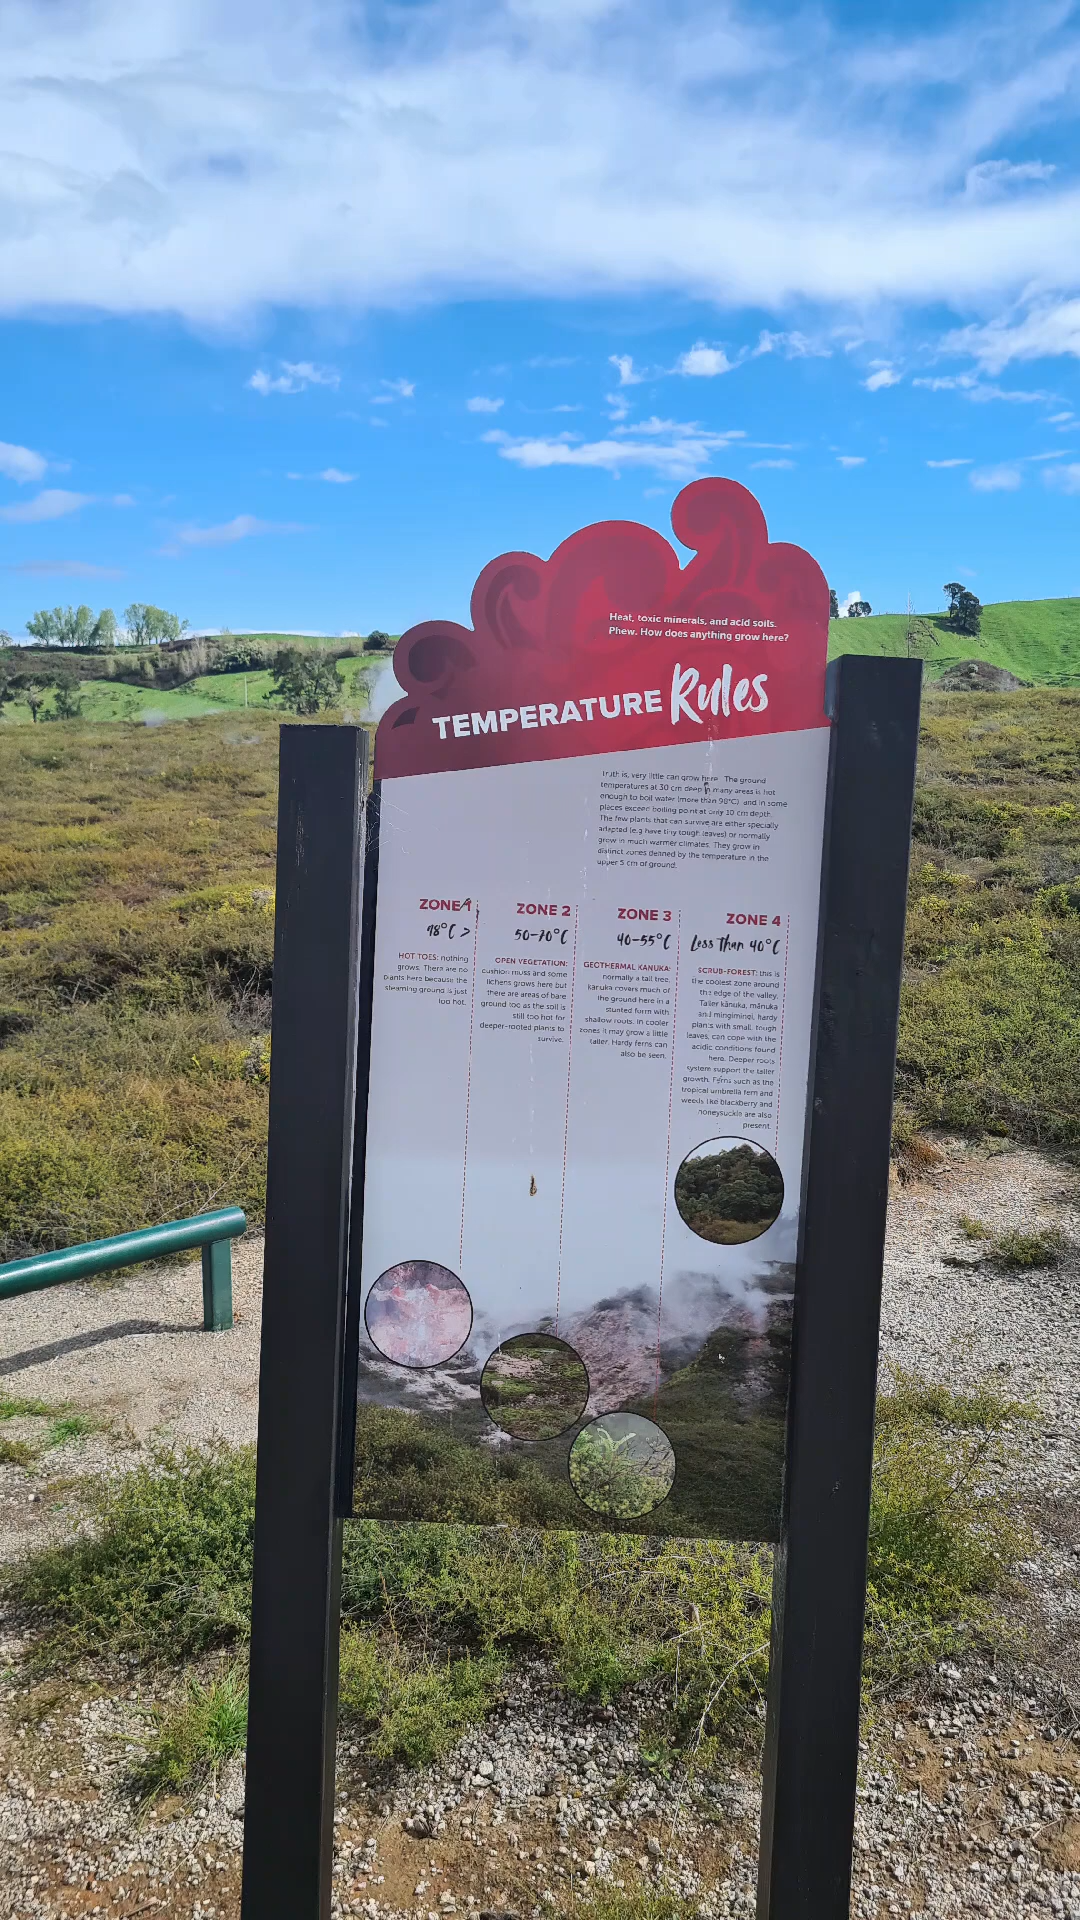 Heat, toxic minerals, and acid soils.
Phew. How does anything grow here?
TEMPERATURE Rules
Truth is, very little can grow here. The ground
temperatures at 30 cm deep in many areas is hot
enough to boil water (more than 98°C) and in some
places exceed boiling point at only 10 cm depth.
The few plants that can survive are either specially
adapted (e.g have tiny tough leaves) or normally
grow in much warmer climates. They grow in
distinct zones defined by the temperature in the
upper 5 cm of ground.
ZONE 1
98°C >
HOT TOES: nothing
grows. There are no
plants here because the
steaming ground is just
too hot.
ZONE 2
50-70°C
OPEN VEGETATION:
cushion moss and some
lichens grows here but
there are areas of bare
ground too as the soil is
still too hot for
deeper-rooted plants to
survive.
ZONE 3
40-55°C
GEOTHERMAL KANUKA:
normally a tall tree,
kanuka covers much of
the ground here in a
stunted form with
shallow roots. In cooler
zones it may grow a little
taller. Hardy ferns can
also be seen.
ZONE 4
Less than 40°C
SCRUB-FOREST: this is
the coolest zone around
the edge of the valley.
Taller kānuka, mānuka
and mingimingi, hardy
plants with small, tough
leaves, can cope with the
acidic conditions found
here. Deeper roots
system support the taller
growth. Ferns such as the
tropical umbrella fern and
weeds like blackberry and
honeysuckle are also
present.